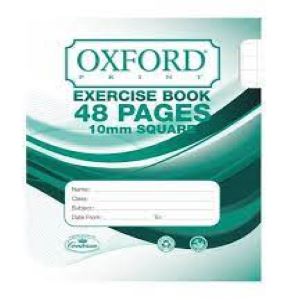 OXFORD
PRINT
EXERCISE BOOK
48 PAGES
10mm SQUARE
Name:
Class:
Subject:
Date From: To: